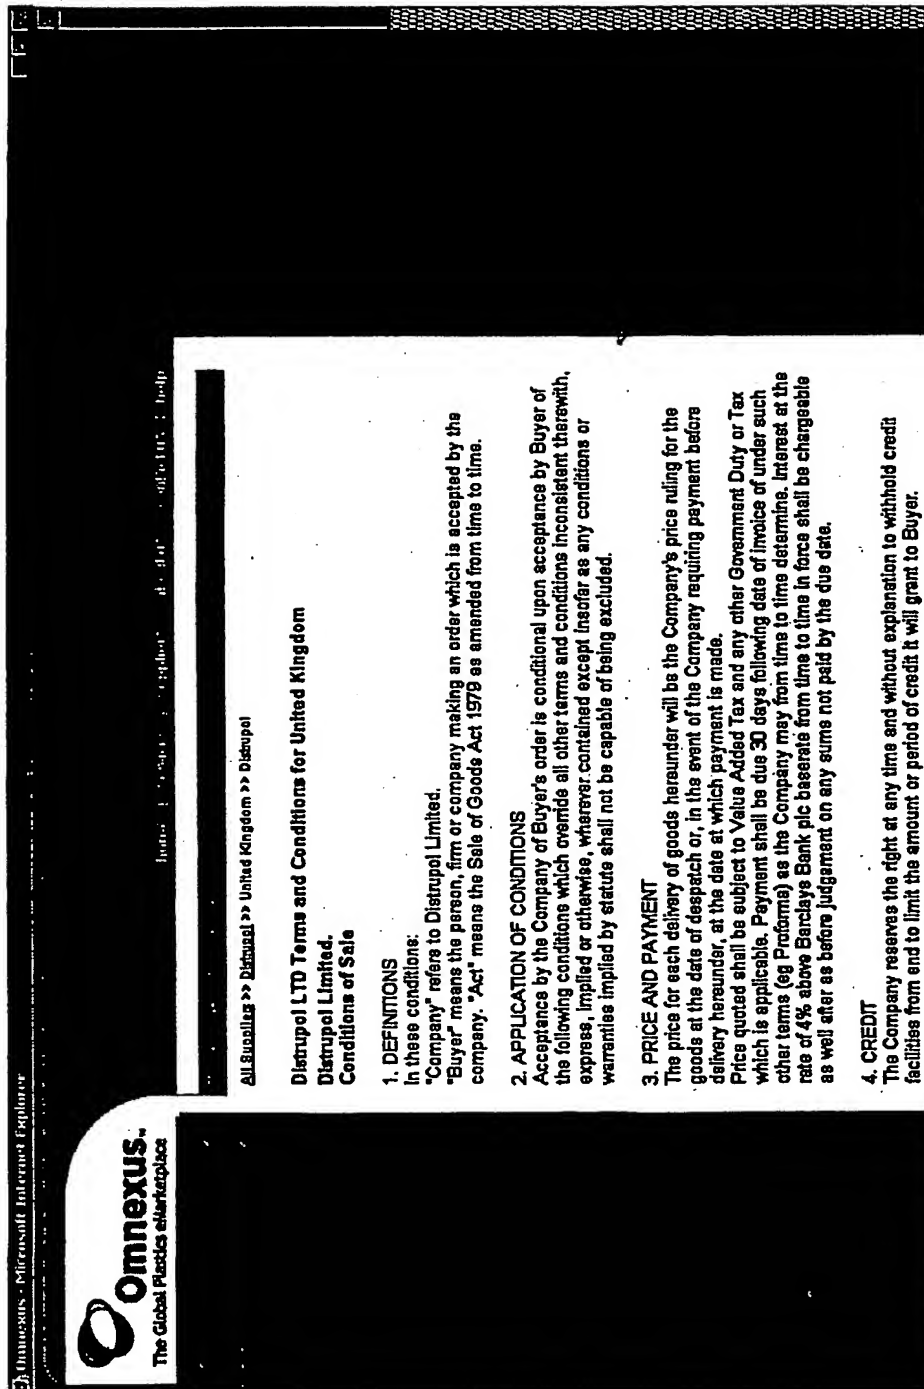 Omnexus - Microsoft Internet Explorer
Omnexus™
The Global Plastics eMarketplace
help
All Suppliers >> Distrupol >> United Kingdom >> Distrupol
Distrupol LTD Terms and Conditions for United Kingdom
Distrupol Limited.
Conditions of Sale
1. DEFINITIONS
In these conditions:
"Company" refers to Distrupol Limited.
"Buyer" means the person, firm or company making an order which is accepted by the
company. "Act" means the Sale of Goods Act 1979 as amended from time to time.
2. APPLICATION OF CONDITIONS
Acceptance by the Company of Buyer's order is conditional upon acceptance by Buyer of
the following conditions which override all other terms and conditions inconsistent therewith,
express, implied or otherwise, wherever contained except insofar as any conditions or
warranties implied by statute shall not be capable of being excluded.
3. PRICE AND PAYMENT
The price for each delivery of goods hereunder will be the Company's price ruling for the
goods at the date of despatch or, in the event of the Company requiring payment before
delivery hereunder, at the date at which payment is made.
Price quoted shall be subject to Value Added Tax and any other Government Duty or Tax
which is applicable. Payment shall be due 30 days following date of invoice of under such
other terms (eg Proforms) as the Company may from time to time determine. Interest at the
rate of 4% above Barclays Bank plc baserate from time to time in force shall be chargeable
as well after as before judgement on any sums not paid by the due date.
4. CREDIT
The Company reserves the right at any time and without explanation to withhold credit
facilities from end to limit the amount or period of credit it will grant to Buyer.